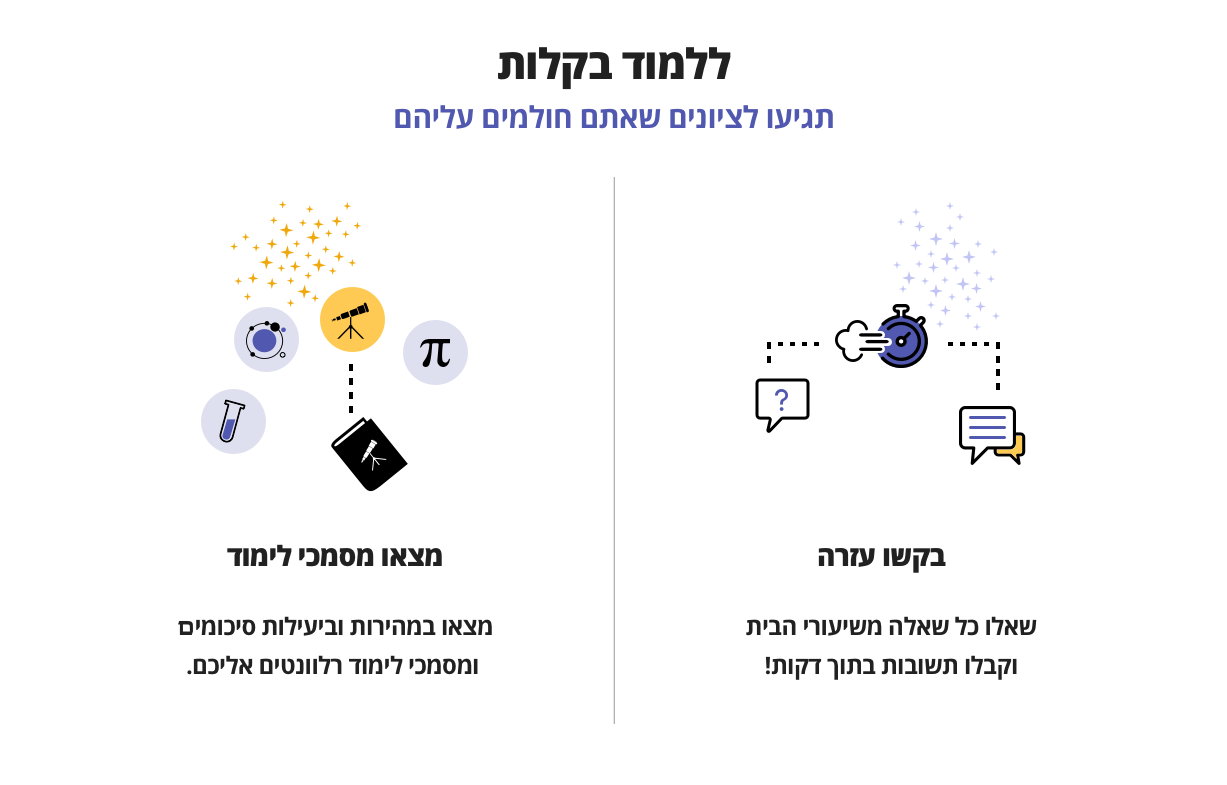 ללמוד בקלות
תגיעו לציונים שאתם חולמים עליהם
?
בקשו עזרה
שאלו כל שאלה משיעורי הבית
וקבלו תשובות בתוך דקות!
π
מצאו מסמכי לימוד
מצאו במהירות וביעילות סיכומים
ומסמכי לימוד רלוונטים אליכם.